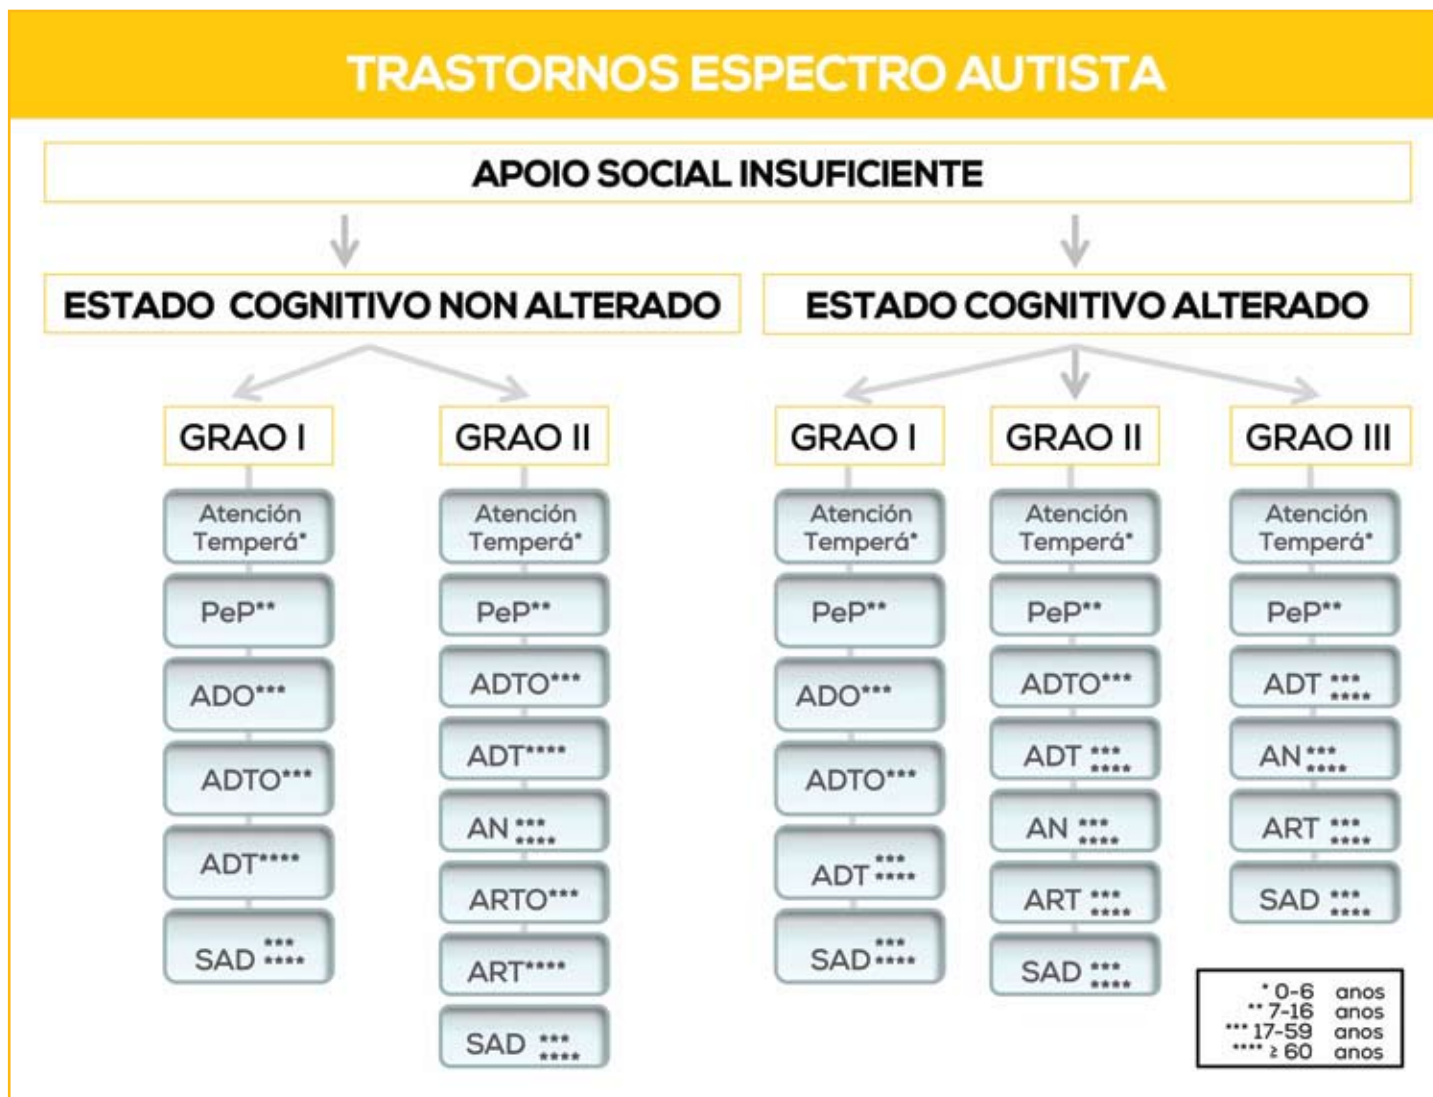 TRASTORNOS ESPECTRO AUTISTA
APOIO SOCIAL INSUFICIENTE
ESTADO COGNITIVO NON ALTERADO
GRAO I
Atención
Temperá*
PeP**
ADO***
ADTO***
ADT****
SAD ***
****
GRAO II
Atención
Temperá*
PeP**
ADTO***
ADT****
AN ***
****
ARTO***
ART****
SAD ***
****
ESTADO COGNITIVO ALTERADO
GRAO I
Atención
Temperá*
PeP**
ADO***
ADTO***
ADT ***
****
SAD ***
****
GRAO II
Atención
Temperá*
PeP**
ADTO***
ADT ***
****
AN ***
****
ART ***
****
SAD ***
****
GRAO III
Atención
Temperá*
PeP**
ADT ***
****
AN ***
****
ART ***
****
SAD ***
****
* 0-6 anos
** 7-16 anos
*** 17-59 anos
**** ≥ 60 anos